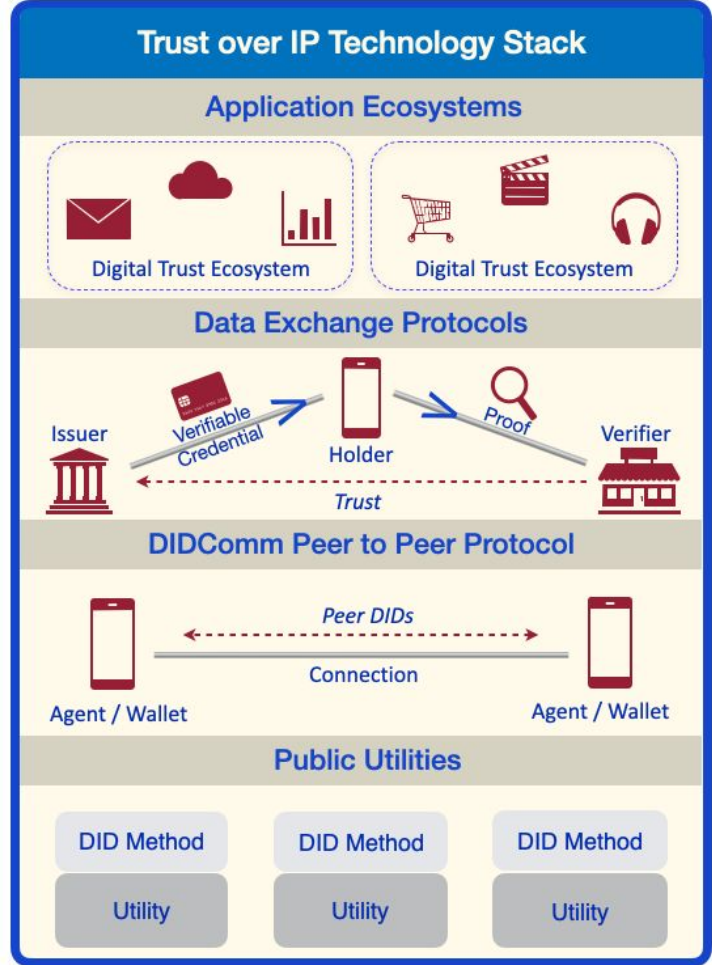 Trust over IP Technology Stack
Application Ecosystems
Digital Trust Ecosystem
Digital Trust Ecosystem
Data Exchange Protocols
Issuer
Verifiable
Credential
Holder
Proof
Verifier
Trust
DIDComm Peer to Peer Protocol
Peer DIDs
Connection
Agent / Wallet
Agent / Wallet
Public Utilities
DID Method
DID Method
DID Method
Utility
Utility
Utility